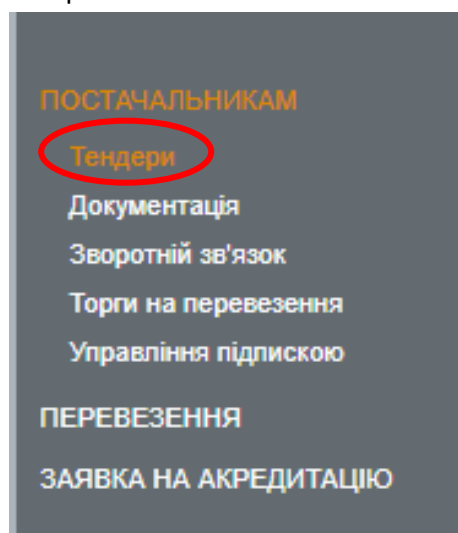 ПОСТАЧАЛЬНИКАМ
Тендери
Документація
Зворотній зв'язок
Торги на перевезення
Управління підпискою
ПЕРЕВЕЗЕННЯ
ЗАЯВКА НА АКРЕДИТАЦІЮ